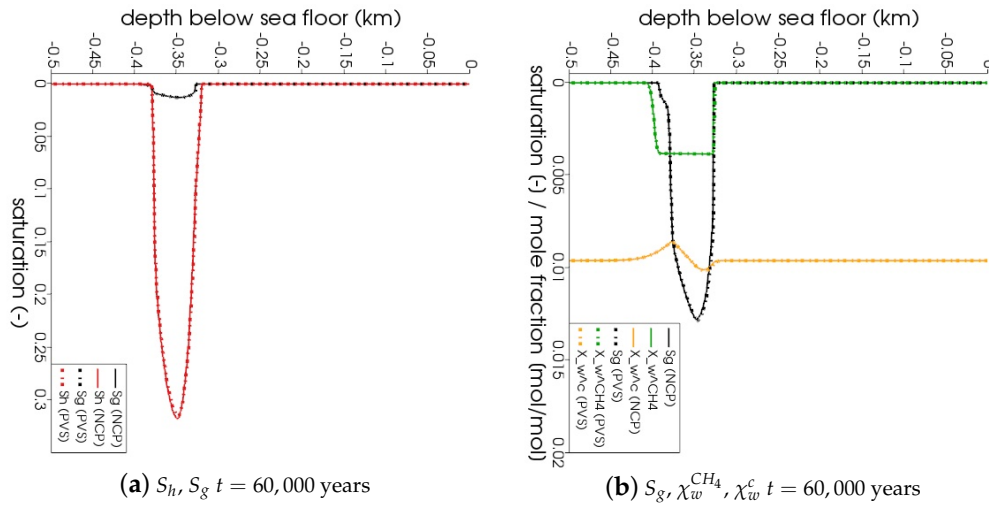 depth below sea floor (km)
-0.5 -0.45 -0.4 -0.35 -0.3 -0.25 -0.2 -0.15 -0.1 -0.05 0
0
0.05
0.1
0.15
0.2
0.25
0.3
saturation (-)
Sg (NCP)
Sh (NCP)
Sg (PVS)
Sh (PVS)
(a) Sₕ, S_g t = 60,000 years
depth below sea floor (km)
-0.5 -0.45 -0.4 -0.35 -0.3 -0.25 -0.2 -0.15 -0.1 -0.05 0
0
0.005
0.01
0.015
0.02
saturation (-) / mole fraction (mol/mol)
Sg (NCP)
X_w^CH4
X_w^c (NCP)
Sg (PVS)
X_w^CH4 (PVS)
X_w^c (PVS)
(b) S_g, χ_w^{CH₄}, χ_w^c t = 60,000 years